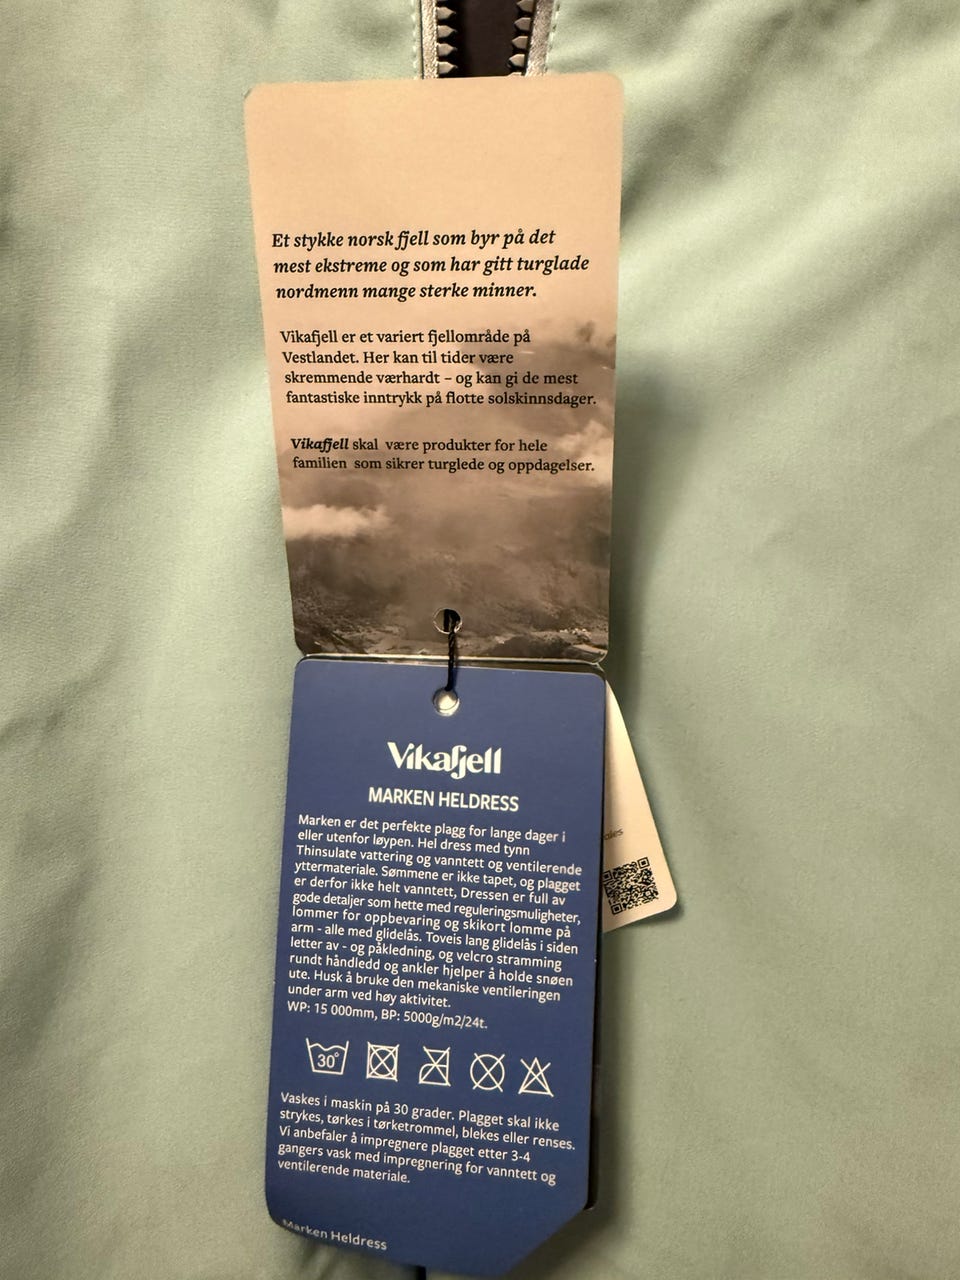 Et stykke norsk fjell som byr på det
mest ekstreme og som har gitt turglade
nordmenn mange sterke minner.
Vikafjell er et variert fjellområde på
Vestlandet. Her kan til tider være
skremmende værhardt – og kan gi de mest
fantastiske inntrykk på flotte solskinnsdager.
Vikafjell skal være produkter for hele
familien som sikrer turglede og oppdagelser.
Vikafjell
MARKEN HELDRESS
Marken er det perfekte plagg for lange dager i
eller utenfor løypen. Hel dress med tynn
Thinsulate vattering og vanntett og ventilerende
yttermateriale. Sømmene er ikke tapet, og plagget
er derfor ikke helt vanntett, Dressen er full av
gode detaljer som hette med reguleringsmuligheter,
lommer for oppbevaring og skikort lomme på
arm - alle med glidelås. Toveis lang glidelås i siden
letter av - og påkledning, og velcro stramming
rundt håndledd og ankler hjelper å holde snøen
ute. Husk å bruke den mekaniske ventileringen
under arm ved høy aktivitet.
WP: 15 000mm, BP: 5000g/m2/24t.
30°
Vaskes i maskin på 30 grader. Plagget skal ikke
strykes, tørkes i tørketrommel, blekes eller renses.
Vi anbefaler å impregnere plagget etter 3-4
gangers vask med impregnering for vanntett og
ventilerende materiale.
Marken Heldress